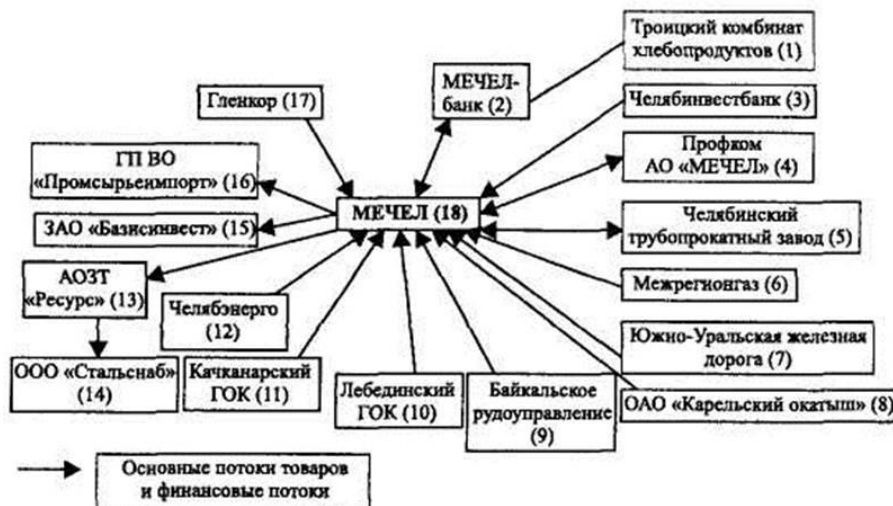 Троицкий комбинат
хлебопродуктов (1)
МЕЧЕЛ-
банк (2)
Гленкор (17)
Челябинвестбанк (3)
ГП ВО
«Промсырьеимпорт» (16)
Профком
АО «МЕЧЕЛ» (4)
МЕЧЕЛ (18)
ЗАО «Базисинвест» (15)
Челябинский
трубопрокатный завод (5)
АОЗТ
«Ресурс» (13)
Межрегионгаз (6)
Челябэнерго
(12)
Южно-Уральская железная
дорога (7)
ООО «Стальснаб»
(14)
Качканарский
ГОК (11)
Лебединский
ГОК (10)
Байкальское
рудоуправление
(9)
ОАО «Карельский окатыш» (8)
Основные потоки товаров
и финансовые потоки